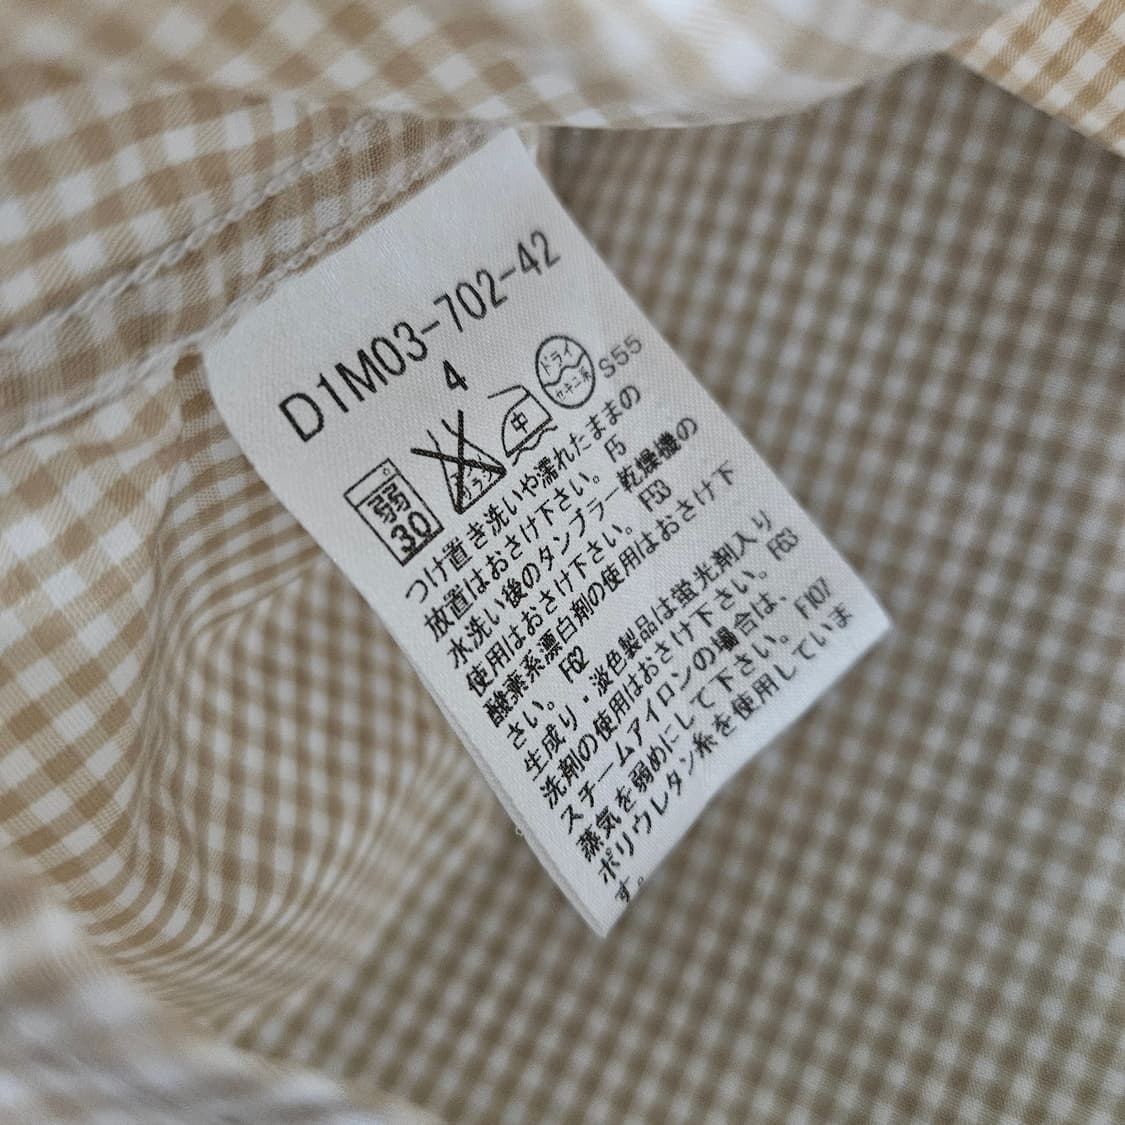 D1M03-702-42
4
弱 30 エンソサラシ 中 ドライ セキユ系 S55
つけ置き洗いや濡れたままの
放置はおさけ下さい。 F5
水洗い後のタンブラー乾燥機の
使用はおさけ下さい。 F53
酸素系漂白剤の使用はおさけ下
さい。 F62
生成り・淡色製品は蛍光剤入り
洗剤の使用はおさけ下さい。 F63
スチームアイロンの場合は、
蒸気を弱めにして下さい。 F107
ポリウレタン糸を使用していま
す。